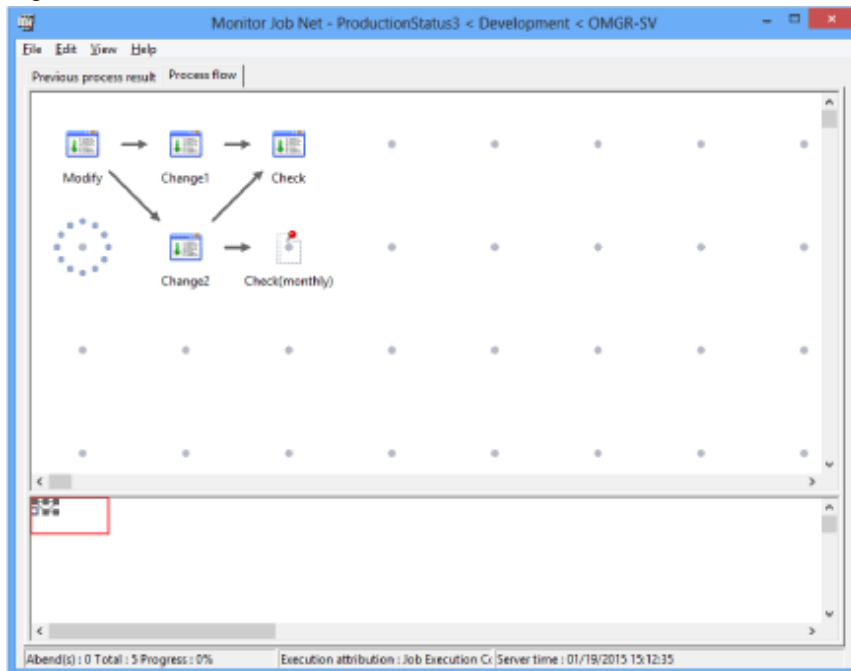 Monitor Job Net - ProductionStatus3 < Development < OMGR-SV
File Edit View Help
Previous process result Process flow
Modify Change1 Check
Change2 Check(monthly)
Abend(s) : 0 Total : 5 Progress : 0% Execution attribution : Job Execution Cc Server time : 01/19/2015 15:12:35